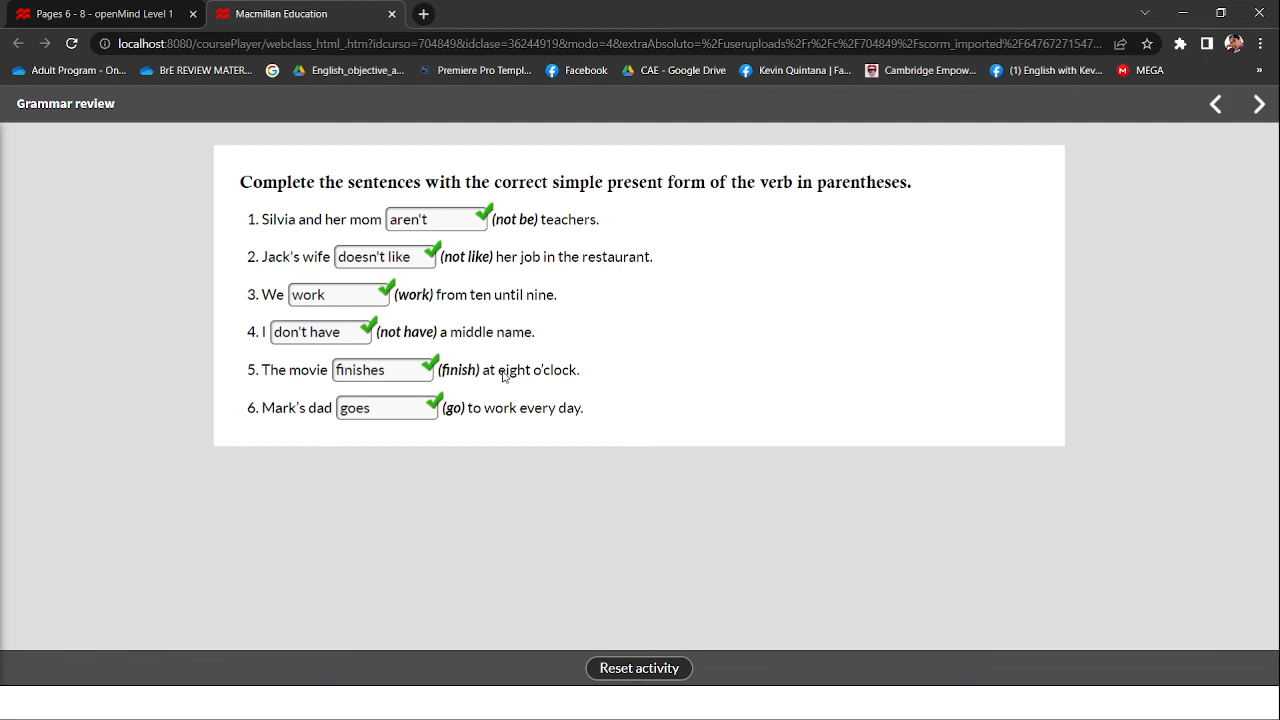 Pages 6 - 8 - openMind Level 1
Macmillan Education
localhost:8080/coursePlayer/webclass_html_.htm?idcurso=704849&idclase=36244919&modo=4&extraAbsoluto=%2Fuseruploads%2Fr%2Fc%2F704849%2Fscorm_imported%2F64767271547...
Adult Program - On...
BrE REVIEW MATER...
English_objective_a...
Premiere Pro Templ...
Facebook
CAE - Google Drive
Kevin Quintana | Fa...
Cambridge Empow...
(1) English with Kev...
MEGA
»
Grammar review
Complete the sentences with the correct simple present form of the verb in parentheses.
1. Silvia and her mom aren't (not be) teachers.
2. Jack's wife doesn't like (not like) her job in the restaurant.
3. We work (work) from ten until nine.
4. I don't have (not have) a middle name.
5. The movie finishes (finish) at eight o'clock.
6. Mark's dad goes (go) to work every day.
Reset activity